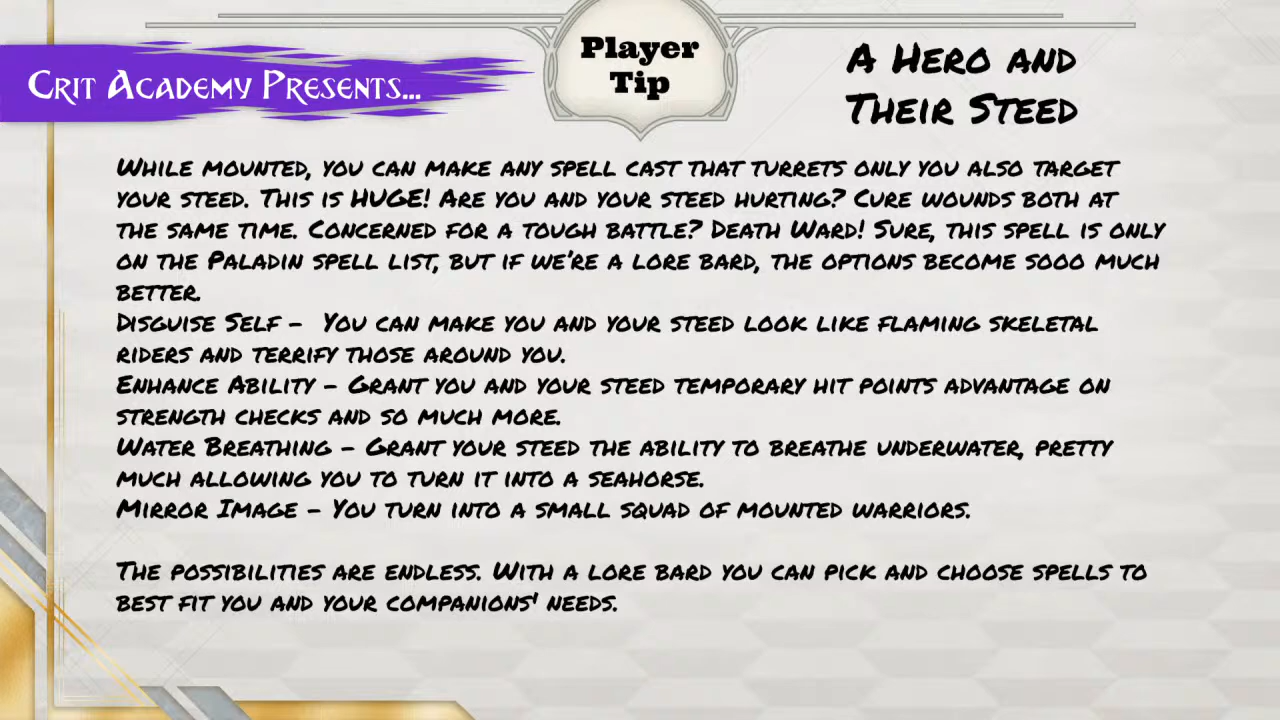 Crit Academy Presents...
Player
Tip
A Hero and
Their Steed
While mounted, you can make any spell cast that turrets only you also target
your steed. This is HUGE! Are you and your steed hurting? Cure wounds both at
the same time. Concerned for a tough battle? Death Ward! Sure, this spell is only
on the Paladin spell list, but if we're a lore bard, the options become sooo much
better.
Disguise Self – You can make you and your steed look like flaming skeletal
riders and terrify those around you.
Enhance Ability – Grant you and your steed temporary hit points advantage on
strength checks and so much more.
Water Breathing – Grant your steed the ability to breathe underwater, pretty
much allowing you to turn it into a seahorse.
Mirror Image – You turn into a small squad of mounted warriors.
The possibilities are endless. With a lore bard you can pick and choose spells to
best fit you and your companions' needs.